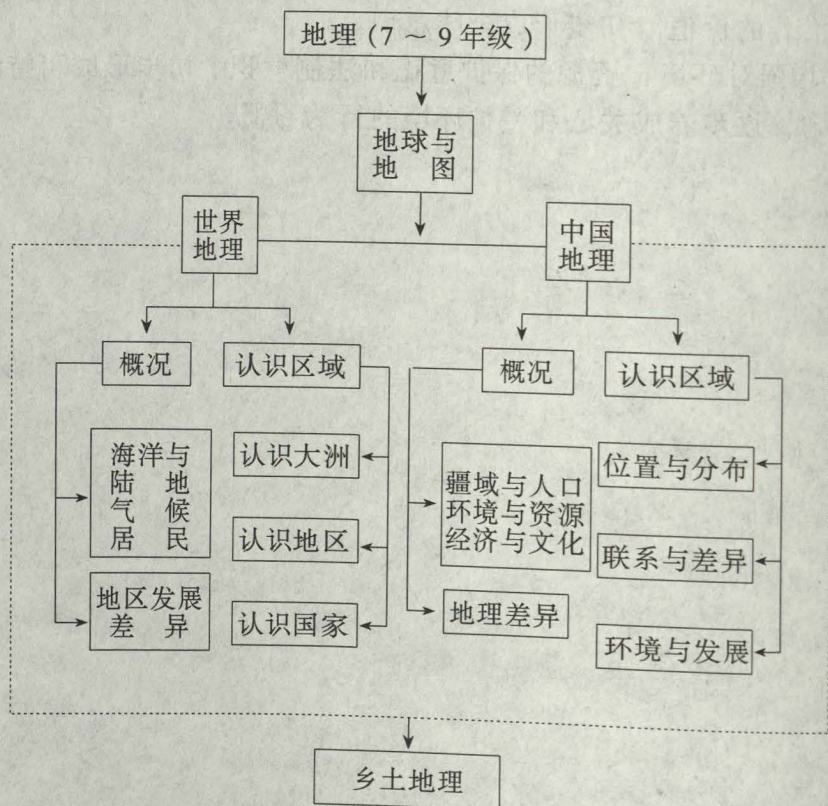 地理(7～9年级)
地球与
地图
世界
地理
中国
地理
概况
认识区域
海洋与
陆地
气候
居民
地区发展
差异
认识大洲
认识地区
认识国家
概况
认识区域
疆域与人口
环境与资源
经济与文化
地理差异
位置与分布
联系与差异
环境与发展
乡土地理